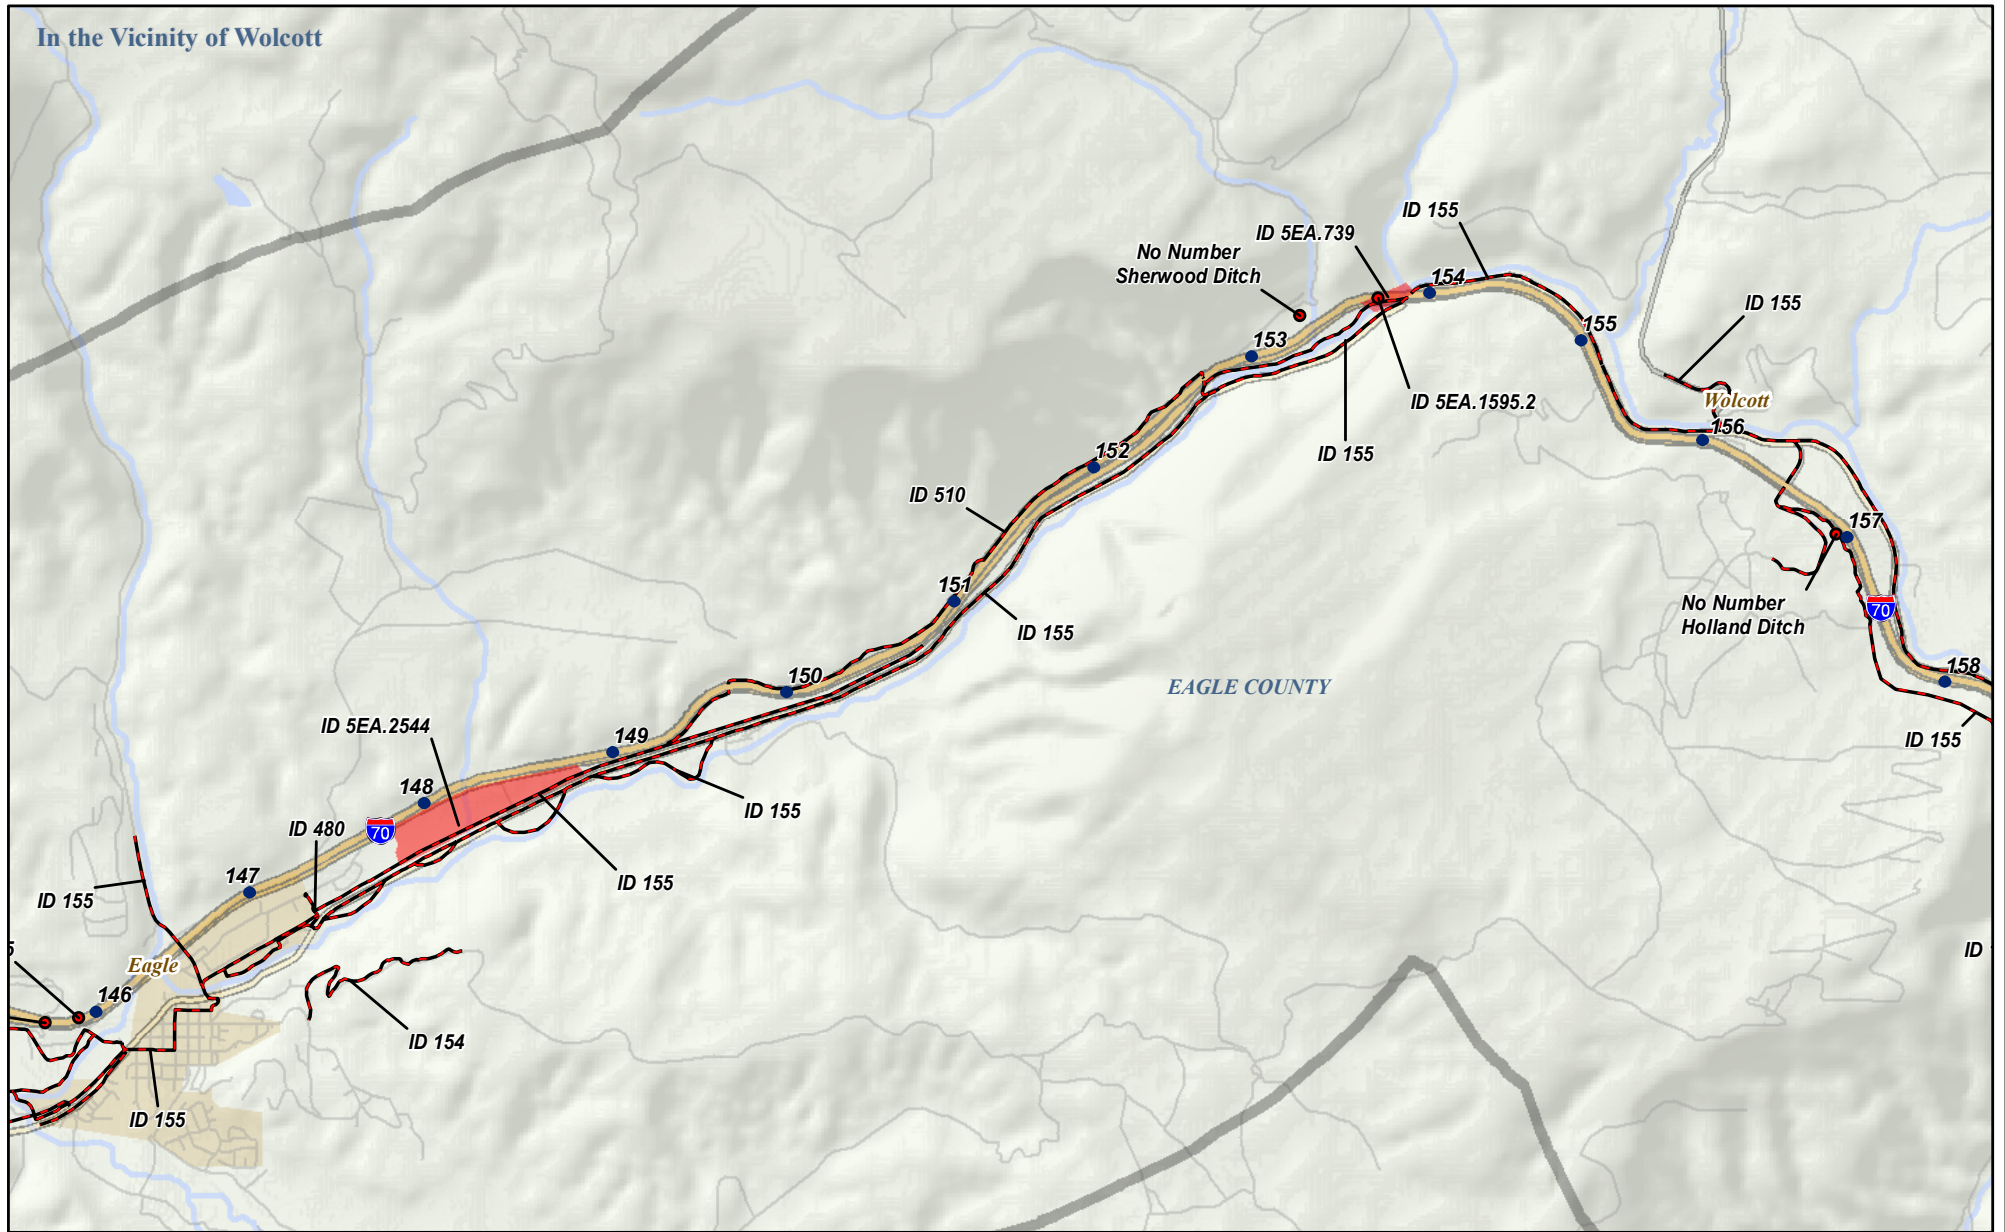 In the Vicinity of Wolcott
ID 155
ID 5EA.739
No Number
Sherwood Ditch
154
ID 155
155
153
Wolcott
ID 5EA.1595.2
156
152
ID 155
ID 510
157
151
No Number
Holland Ditch
70
ID 155
158
150
EAGLE COUNTY
ID 5EA.2544
149
ID 155
148
ID 155
ID 480
70
147
ID 155
ID 155
5
ID
Eagle
146
ID 154
ID 155